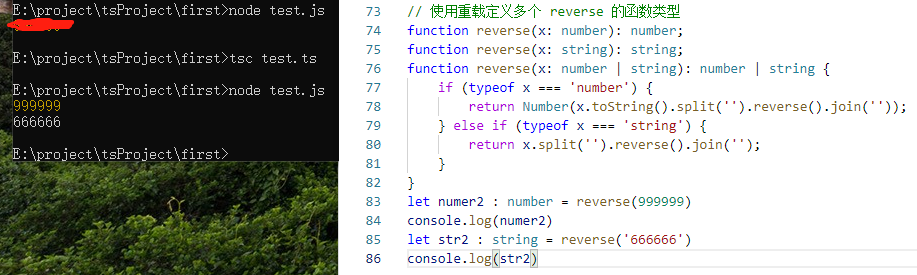 E:\project\tsProject\first>node test.js
E:\project\tsProject\first>tsc test.ts
E:\project\tsProject\first>node test.js
999999
666666
E:\project\tsProject\first>
73 // 使用重载定义多个 reverse 的函数类型
74 function reverse(x: number): number;
75 function reverse(x: string): string;
76 function reverse(x: number | string): number | string {
77 if (typeof x === 'number') {
78 return Number(x.toString().split('').reverse().join(''));
79 } else if (typeof x === 'string') {
80 return x.split('').reverse().join('');
81 }
82 }
83 let numer2 : number = reverse(999999)
84 console.log(numer2)
85 let str2 : string = reverse('666666')
86 console.log(str2)